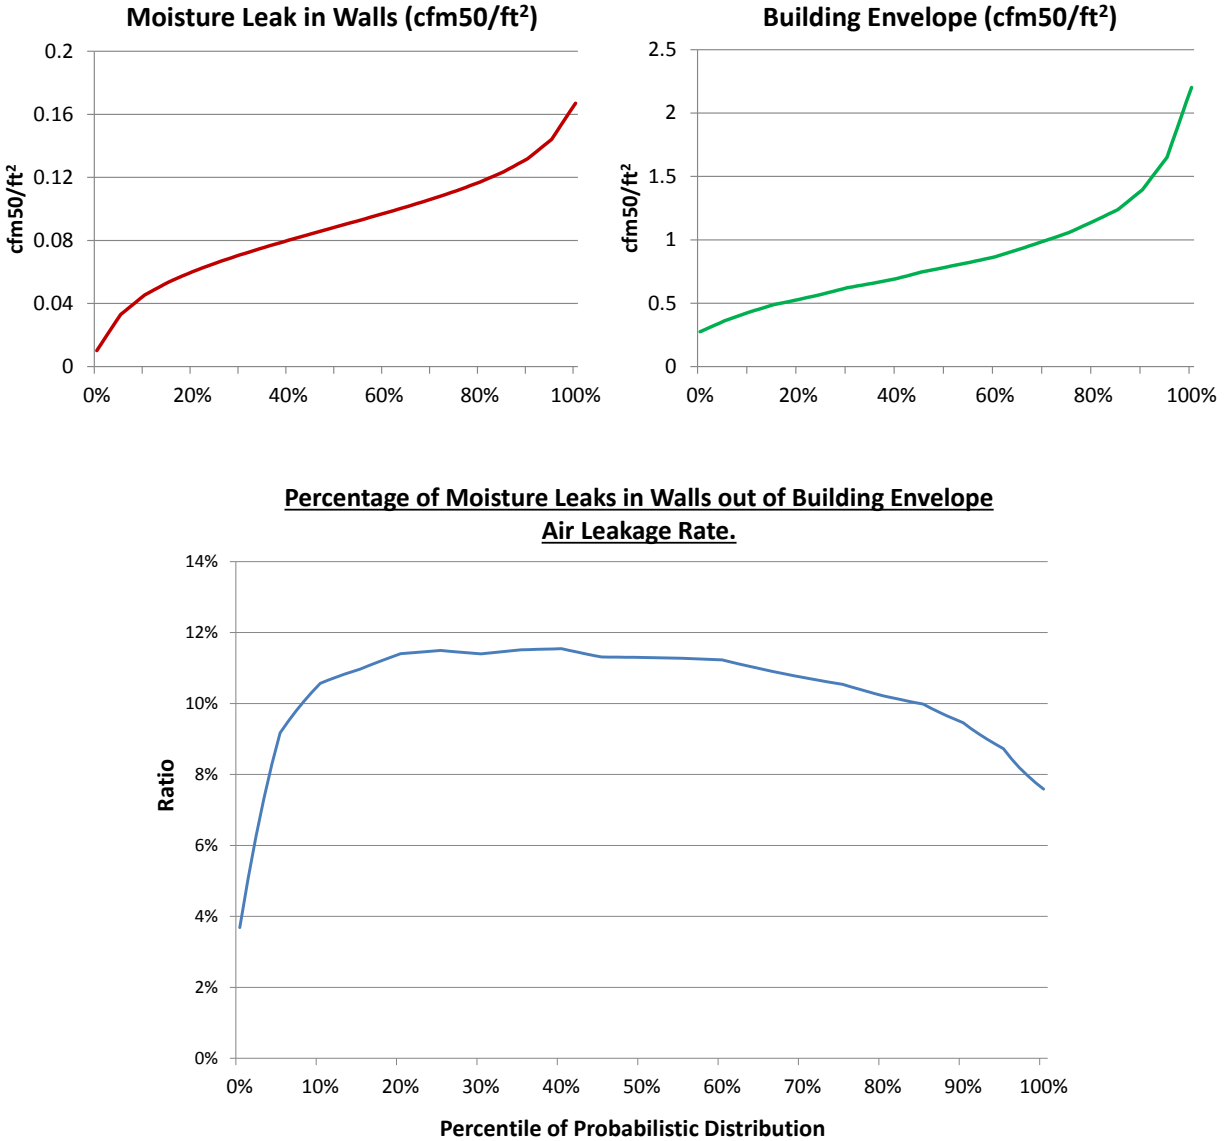 Moisture Leak in Walls (cfm50/ft²)
0.2
0.16
0.12
0.08
0.04
0
cfm50/ft²
0% 20% 40% 60% 80% 100%
Building Envelope (cfm50/ft²)
2.5
2
1.5
1
0.5
0
cfm50/ft²
0% 20% 40% 60% 80% 100%
Percentage of Moisture Leaks in Walls out of Building Envelope
Air Leakage Rate.
14%
12%
10%
8%
6%
4%
2%
0%
Ratio
0% 10% 20% 30% 40% 50% 60% 70% 80% 90% 100%
Percentile of Probabilistic Distribution